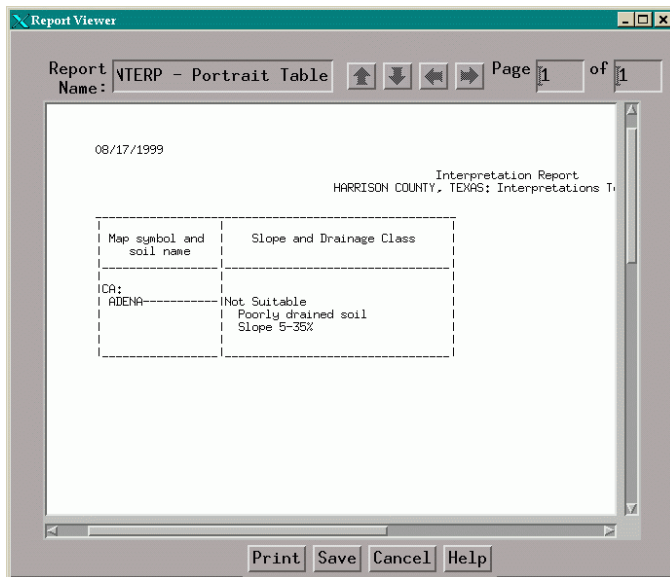 Report Viewer
Report Name: NTERP - Portrait Table Page 1 of 1
08/17/1999
Interpretation Report
HARRISON COUNTY, TEXAS: Interpretations T
Map symbol and soil name
Slope and Drainage Class
CA:
ADENA-----------Not Suitable
Poorly drained soil
Slope 5-35%
Print Save Cancel Help